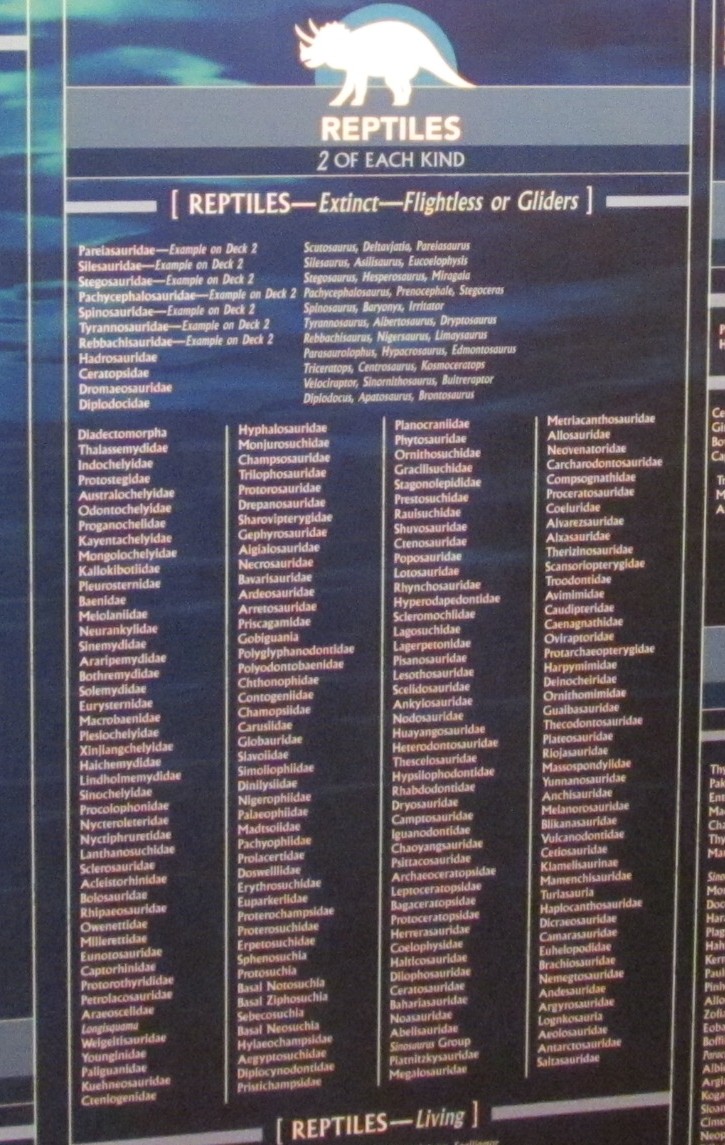 REPTILES
2 OF EACH KIND
[ REPTILES—Extinct—Flightless or Gliders ]
Pareiasauridae—Example on Deck 2 Scutosaurus, Deltavjatia, Pareiasaurus
Silesauridae—Example on Deck 2 Silesaurus, Asilisaurus, Eucoelophysis
Stegosauridae—Example on Deck 2 Stegosaurus, Hesperosaurus, Miragaia
Pachycephalosauridae—Example on Deck 2 Pachycephalosaurus, Prenocephale, Stegoceras
Spinosauridae—Example on Deck 2 Spinosaurus, Baryonyx, Irritator
Tyrannosauridae—Example on Deck 2 Tyrannosaurus, Albertosaurus, Dryptosaurus
Rebbachisauridae—Example on Deck 2 Rebbachisaurus, Nigersaurus, Limaysaurus
Hadrosauridae Parasaurolophus, Hypacrosaurus, Edmontosaurus
Ceratopsidae Triceratops, Centrosaurus, Kosmoceratops
Dromaeosauridae Velociraptor, Sinornithosaurus, Buitreraptor
Diplodocidae Diplodocus, Apatosaurus, Brontosaurus
Diadectomorpha
Thalassemydidae
Indochelyidae
Protostegidae
Australochelyidae
Odontochelyidae
Proganochelidae
Kayentachelyidae
Mongolochelyidae
Kallokibotiidae
Pleurosternidae
Baenidae
Meiolaniidae
Neurankylidae
Sinemydidae
Araripemydidae
Bothremydidae
Solemydidae
Eurysternidae
Macrobaenidae
Plesiochelyidae
Xinjiangchelyidae
Haichemydidae
Lindholmemydidae
Sinochelyidae
Procolophonidae
Nycteroleteridae
Nyctiphruretidae
Lanthanosuchidae
Sclerosauridae
Acleistorhinidae
Bolosauridae
Rhipaeosauridae
Owenettidae
Millerettidae
Eunotosauridae
Captorhinidae
Protorothyrididae
Petrolacosauridae
Araeoscelidae
Longisquama
Weigeltisauridae
Younginidae
Paliguanidae
Kuehneosauridae
Ctenlogenidae
Hyphalosauridae
Monjurosuchidae
Champsosauridae
Trilophosauridae
Protorosauridae
Drepanosauridae
Sharovipterygidae
Gephyrosauridae
Aigialosauridae
Necrosauridae
Bavarisauridae
Ardeosauridae
Arretosauridae
Priscagamidae
Gobiguania
Polyglyphanodontidae
Polyodontobaenidae
Chthonophidae
Contogeniidae
Chamopsiidae
Carusiidae
Globauridae
Slavoiidae
Simoliophiidae
Dinilysiidae
Nigerophiidae
Palaeophiidae
Madtsoiidae
Pachyophiidae
Prolacertidae
Doswelliidae
Erythrosuchidae
Euparkeriidae
Proterochampsidae
Proterosuchidae
Erpetosuchidae
Sphenosuchia
Protosuchia
Basal Notosuchia
Basal Ziphosuchia
Sebecosuchia
Basal Neosuchia
Hylaeochampsidae
Aegyptosuchidae
Diplocynodontidae
Pristichampsidae
Planocraniidae
Phytosauridae
Ornithosuchidae
Gracilisuchidae
Stagonolepididae
Prestosuchidae
Rauisuchidae
Shuvosauridae
Ctenosauridae
Poposauridae
Lotosauridae
Rhynchosauridae
Hyperodapedontidae
Scleromochlidae
Lagosuchidae
Lagerpetonidae
Pisanosauridae
Lesothosauridae
Scelidosauridae
Ankylosauridae
Nodosauridae
Huayangosauridae
Heterodontosauridae
Thescelosauridae
Hypsilophodontidae
Rhabdodontidae
Dryosauridae
Camptosauridae
Iguanodontidae
Chaoyangsauridae
Psittacosauridae
Archaeoceratopsidae
Leptoceratopsidae
Bagaceratopsidae
Protoceratopsidae
Herrerasauridae
Coelophysidae
Halticosauridae
Dilophosauridae
Ceratosauridae
Bahariasauridae
Noasauridae
Abelisauridae
Sinosaurus Group
Piatnitzkysauridae
Megalosauridae
Metriacanthosauridae
Allosauridae
Neovenatoridae
Carcharodontosauridae
Compsognathidae
Proceratosauridae
Coeluridae
Alvarezsauridae
Alxasauridae
Therizinosauridae
Scansoriopterygidae
Troodontidae
Avimimidae
Caudipteridae
Caenagnathidae
Oviraptoridae
Protarchaeopterygidae
Harpymimidae
Deinocheiridae
Ornithomimidae
Guaibasauridae
Thecodontosauridae
Plateosauridae
Riojasauridae
Massospondylidae
Yunnanosauridae
Anchisauridae
Melanorosauridae
Blikanasauridae
Vulcanodontidae
Cetiosauridae
Klamelisaurinae
Mamenchisauridae
Turiasauria
Haplocanthosauridae
Dicraeosauridae
Camarasauridae
Euhelopodidae
Brachiosauridae
Nemegtosauridae
Andesauridae
Argyrosauridae
Lognkosauria
Aeolosauridae
Antarctosauridae
Saltasauridae
[ REPTILES—Living ]